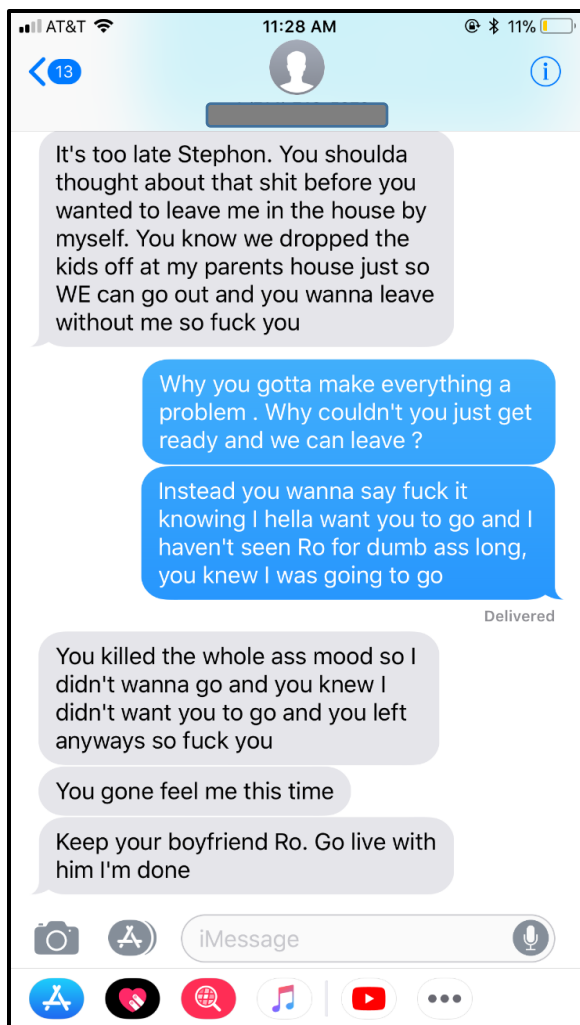 AT&T 11:28 AM 11%
13
It's too late Stephon. You shoulda
thought about that shit before you
wanted to leave me in the house by
myself. You know we dropped the
kids off at my parents house just so
WE can go out and you wanna leave
without me so fuck you
Why you gotta make everything a
problem . Why couldn't you just get
ready and we can leave ?
Instead you wanna say fuck it
knowing I hella want you to go and I
haven't seen Ro for dumb ass long,
you knew I was going to go
Delivered
You killed the whole ass mood so I
didn't wanna go and you knew I
didn't want you to go and you left
anyways so fuck you
You gone feel me this time
Keep your boyfriend Ro. Go live with
him I'm done
iMessage